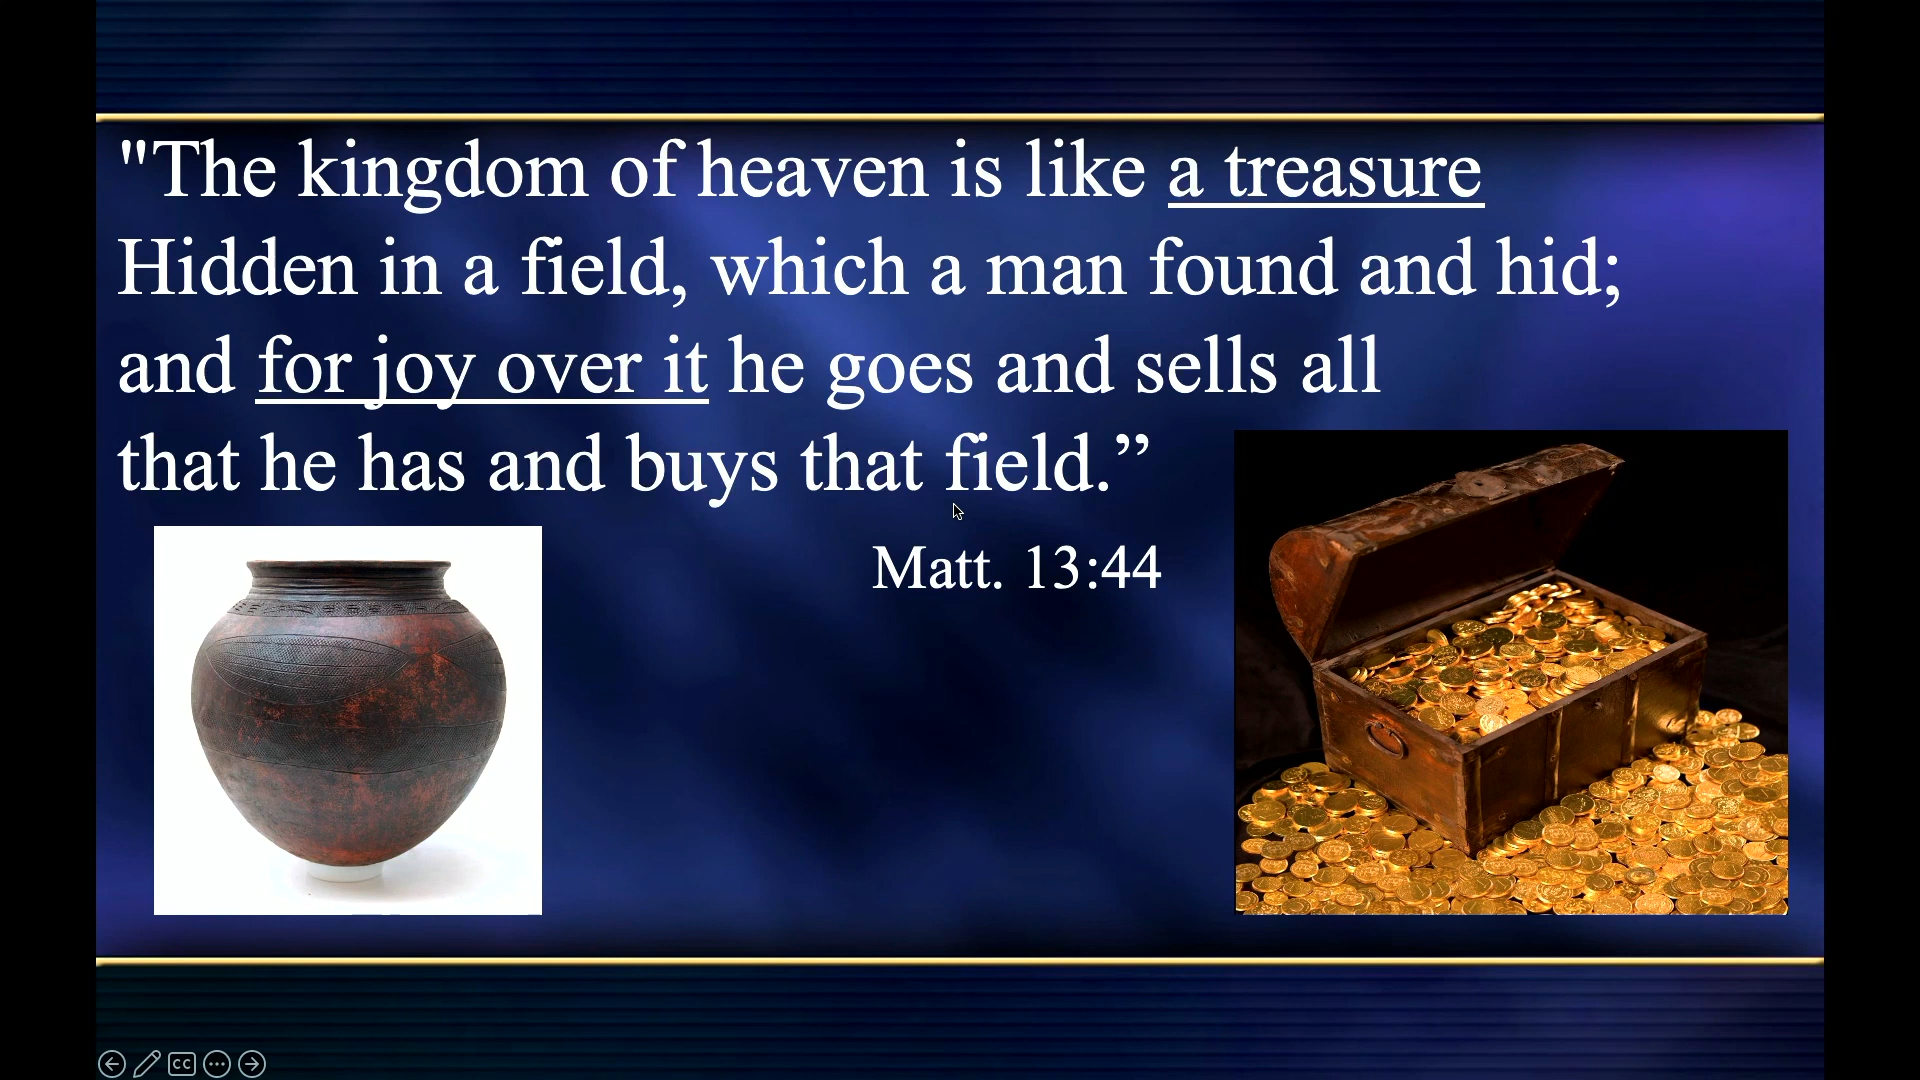 "The kingdom of heaven is like a treasure
Hidden in a field, which a man found and hid;
and for joy over it he goes and sells all
that he has and buys that field.”
Matt. 13:44
CC